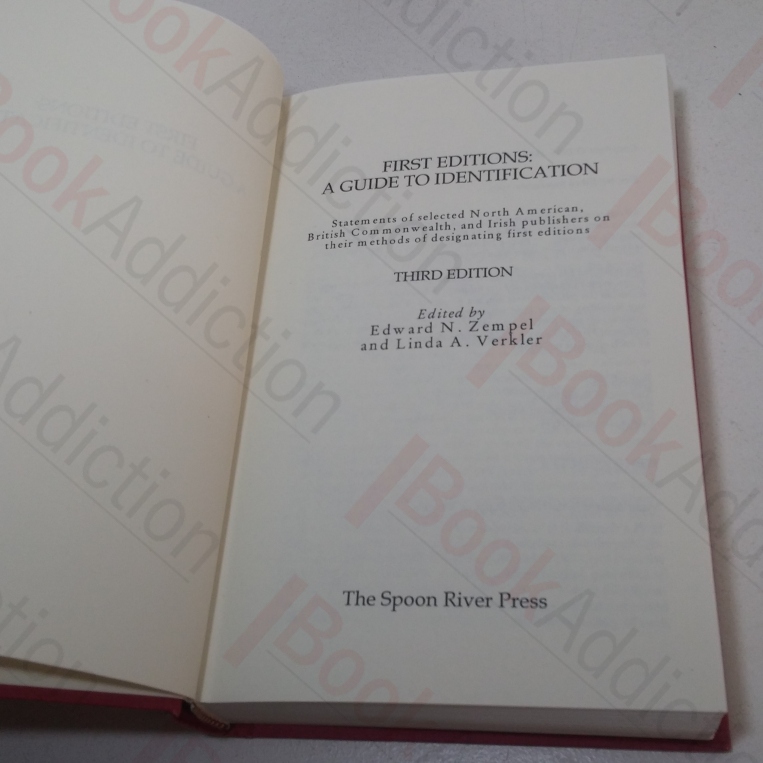 FIRST EDITIONS:
A GUIDE TO IDENTIFICATION
Statements of selected North American,
British Commonwealth, and Irish publishers on
their methods of designating first editions
THIRD EDITION
Edited by
Edward N. Zempel
and Linda A. Verkler
The Spoon River Press
BookAddiction